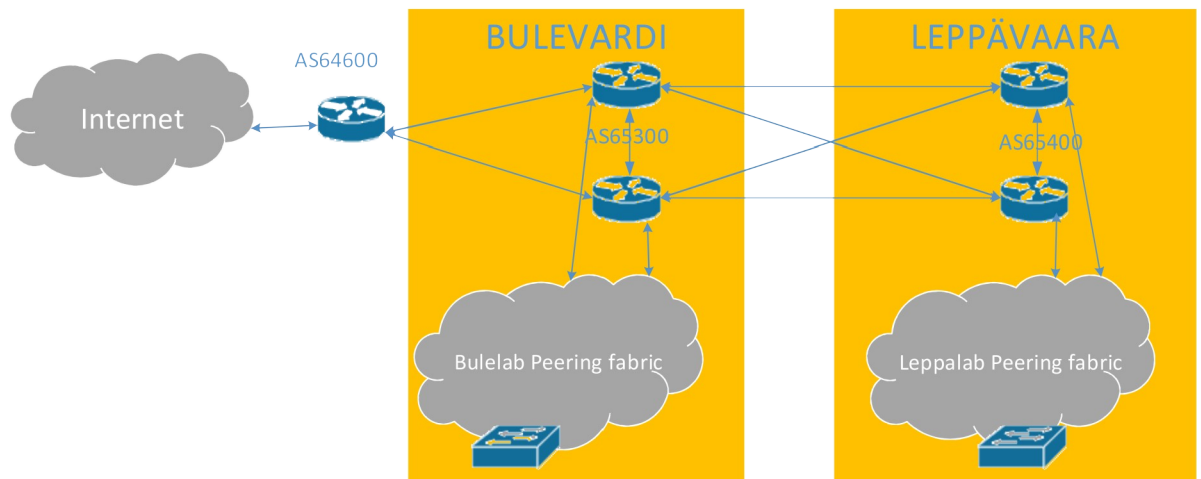 BULEVARDI
LEPPÄVAARA
AS64600
Internet
AS65300
AS65400
Bulelab Peering fabric
Leppalab Peering fabric